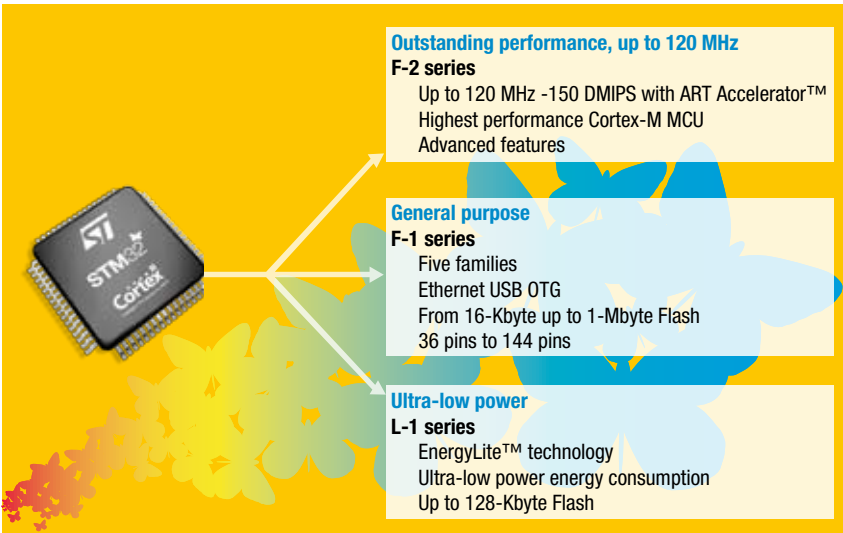 Outstanding performance, up to 120 MHz
F-2 series
Up to 120 MHz -150 DMIPS with ART Accelerator™
Highest performance Cortex-M MCU
Advanced features
General purpose
F-1 series
Five families
Ethernet USB OTG
From 16-Kbyte up to 1-Mbyte Flash
36 pins to 144 pins
ST
STM32
Cortex
Ultra-low power
L-1 series
EnergyLite™ technology
Ultra-low power energy consumption
Up to 128-Kbyte Flash